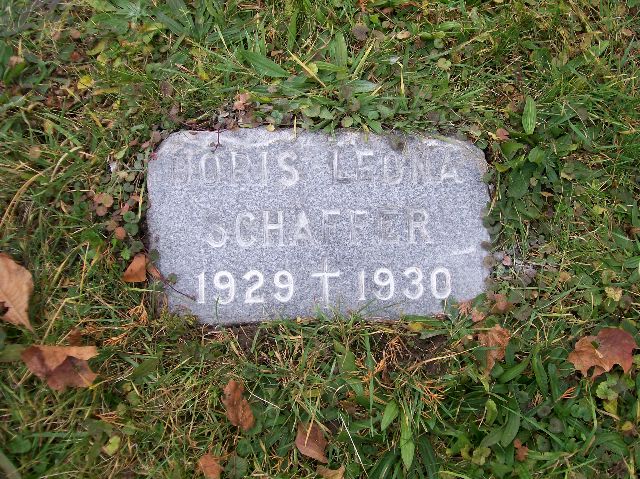 DORIS LEONA
SCHAFFER
1929 † 1930